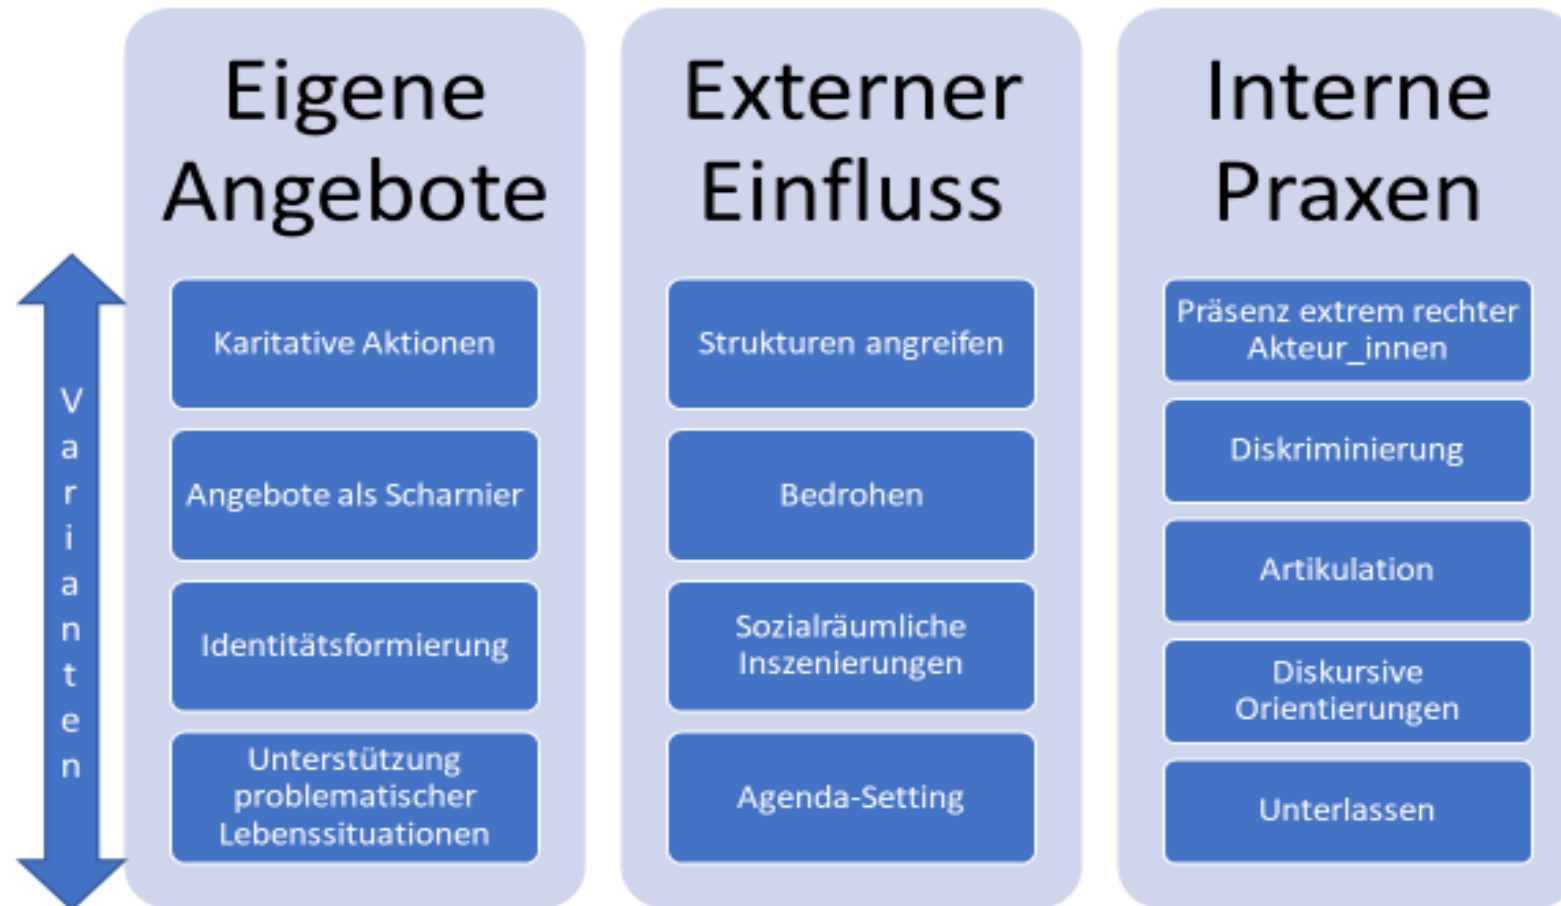 Varianten
Eigene
Angebote
Karitative Aktionen
Angebote als Scharnier
Identitätsformierung
Unterstützung
problematischer
Lebenssituationen
Externer
Einfluss
Strukturen angreifen
Bedrohen
Sozialräumliche
Inszenierungen
Agenda-Setting
Interne
Praxen
Präsenz extrem rechter
Akteur_innen
Diskriminierung
Artikulation
Diskursive
Orientierungen
Unterlassen